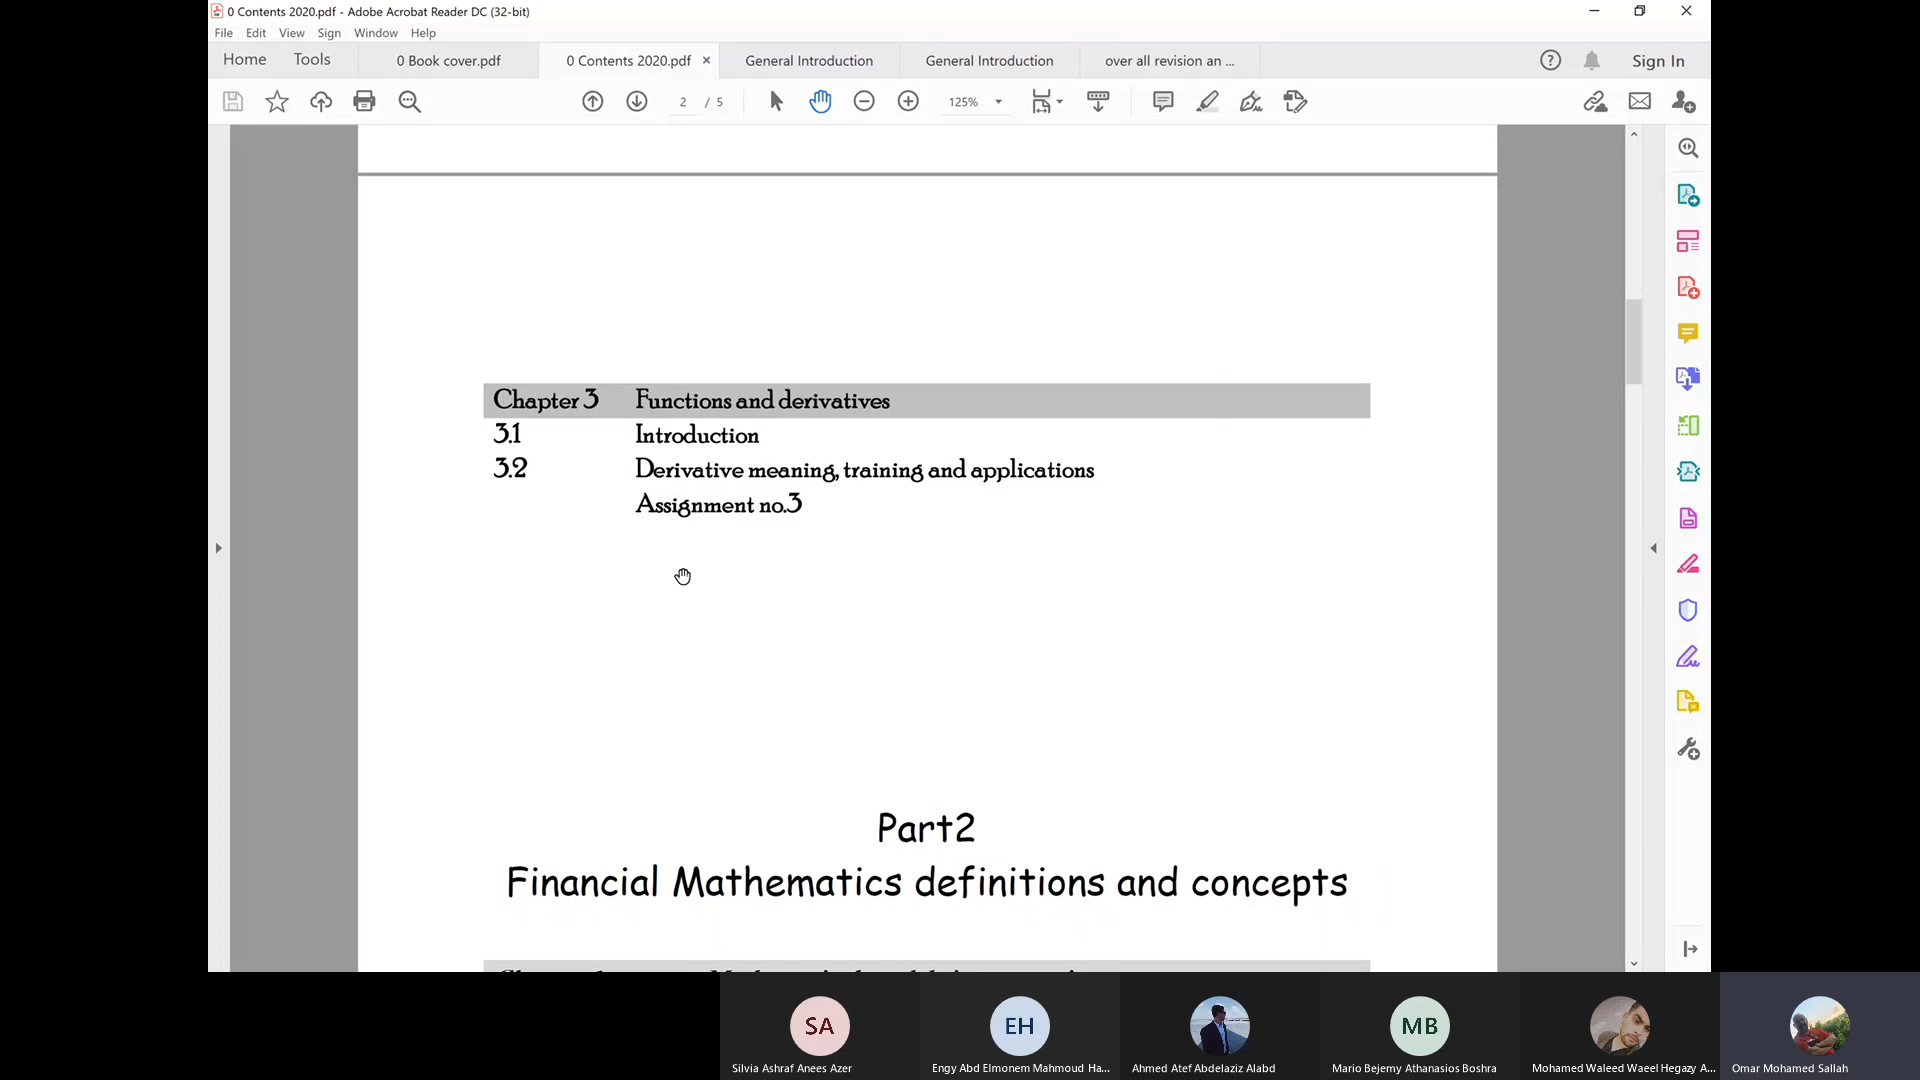 0 Contents 2020.pdf - Adobe Acrobat Reader DC (32-bit)
File Edit View Sign Window Help
Home Tools 0 Book cover.pdf 0 Contents 2020.pdf × General Introduction General Introduction over all revision an ... Sign In
2 / 5 125%
Chapter 3 Functions and derivatives
3.1 Introduction
3.2 Derivative meaning, training and applications
Assignment no.3
Part2
Financial Mathematics definitions and concepts
SA EH MB
Silvia Ashraf Anees Azer Engy Abd Elmonem Mahmoud Ha... Ahmed Atef Abdelaziz Alabd Mario Bejemy Athanasios Boshra Mohamed Waleed Waeel Hegazy A... Omar Mohamed Sallah